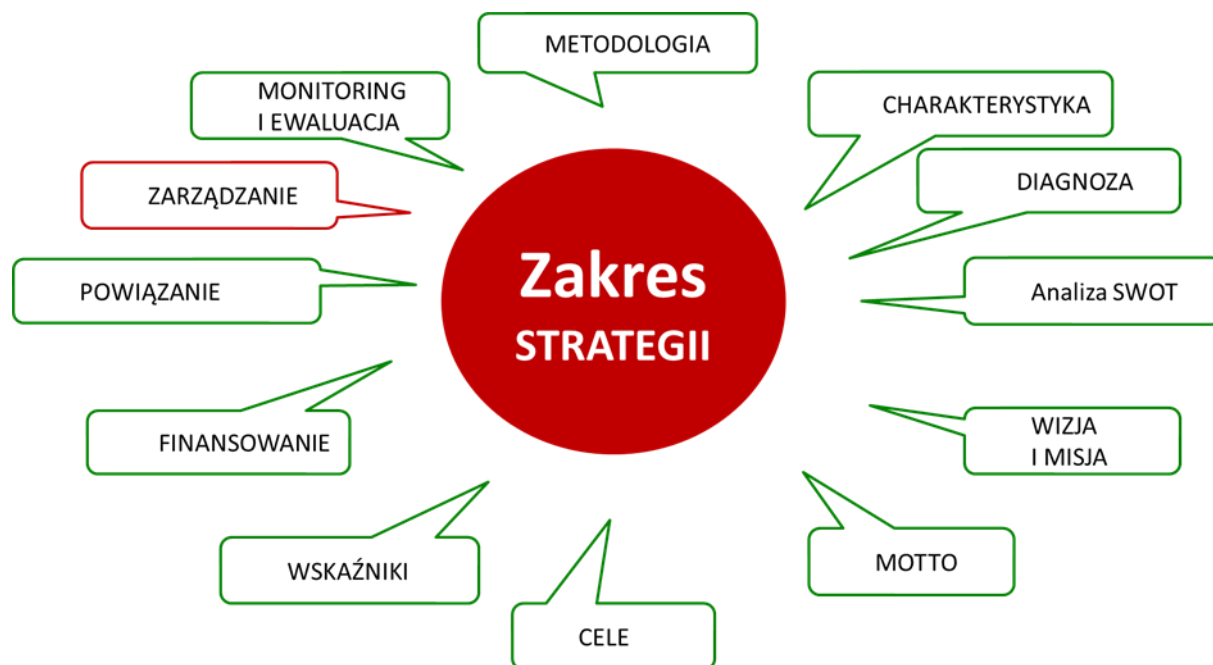 METODOLOGIA
MONITORING
I EWALUACJA
CHARAKTERYSTYKA
ZARZĄDZANIE
DIAGNOZA
Zakres
STRATEGII
POWIĄZANIE
Analiza SWOT
FINANSOWANIE
WIZJA
I MISJA
WSKAŹNIKI
MOTTO
CELE